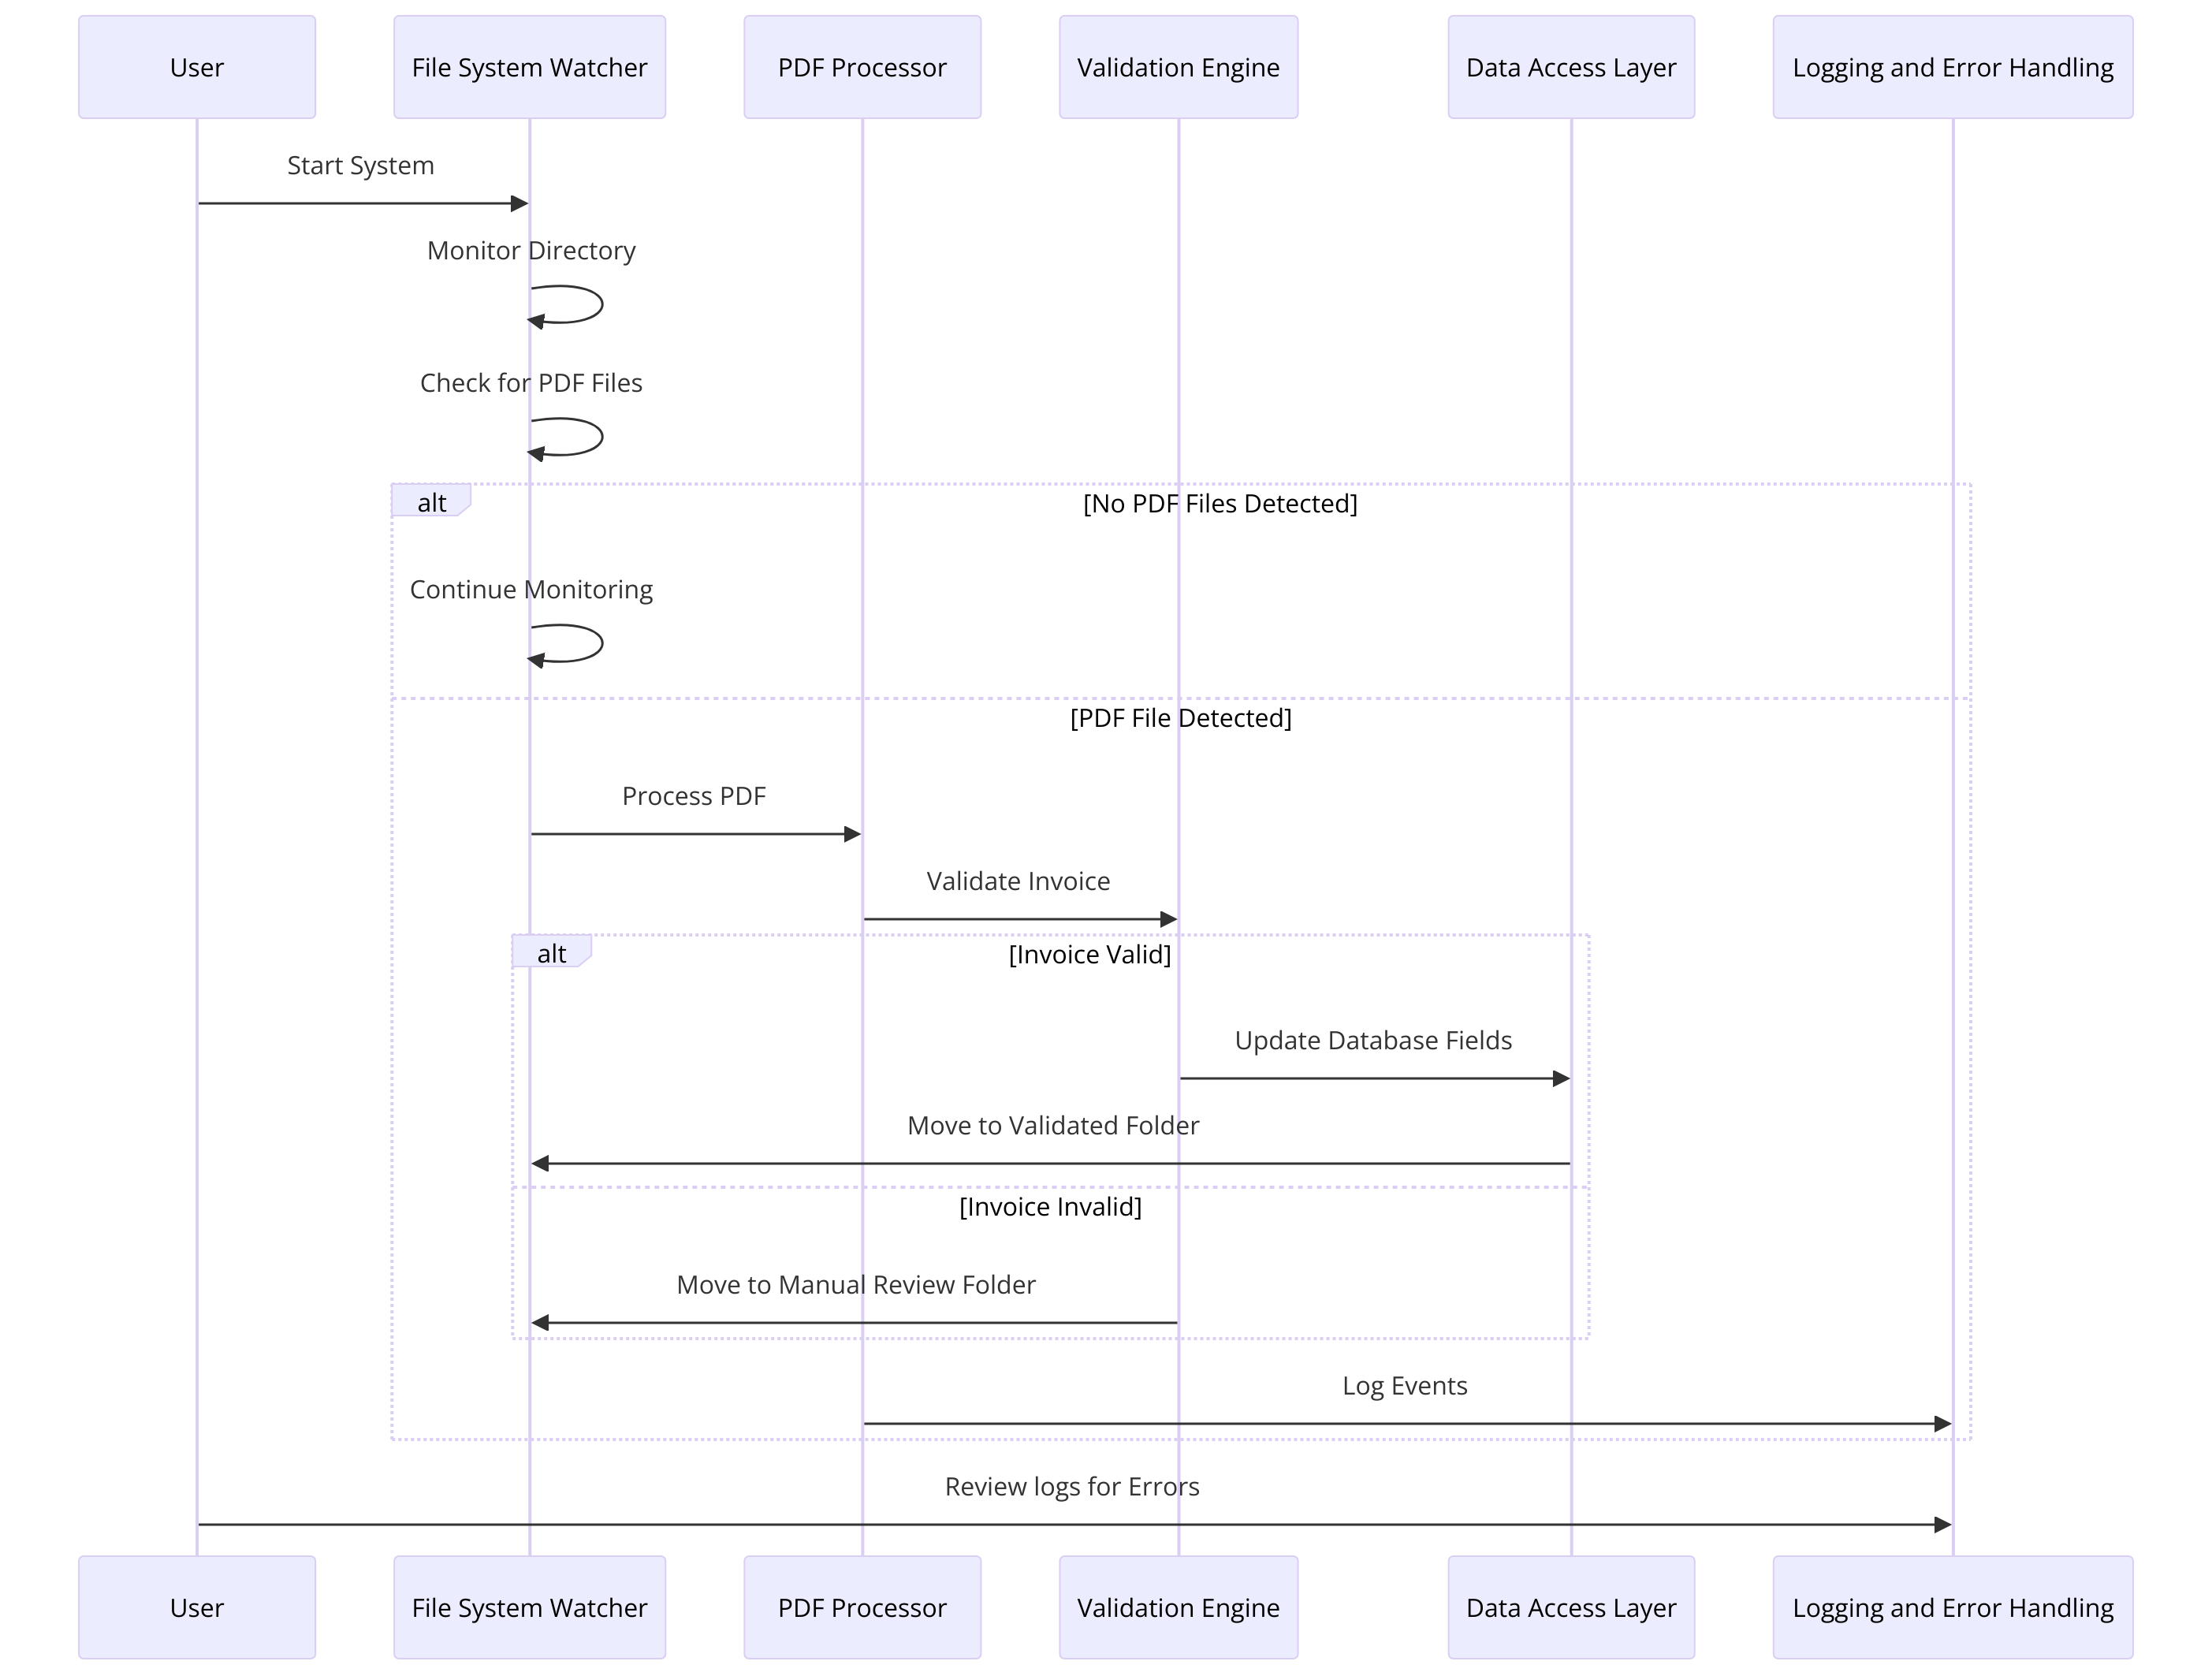 User
File System Watcher
PDF Processor
Validation Engine
Data Access Layer
Logging and Error Handling
Start System
Monitor Directory
Check for PDF Files
alt
[No PDF Files Detected]
Continue Monitoring
[PDF File Detected]
Process PDF
Validate Invoice
alt
[Invoice Valid]
Update Database Fields
Move to Validated Folder
[Invoice Invalid]
Move to Manual Review Folder
Log Events
Review logs for Errors
User
File System Watcher
PDF Processor
Validation Engine
Data Access Layer
Logging and Error Handling